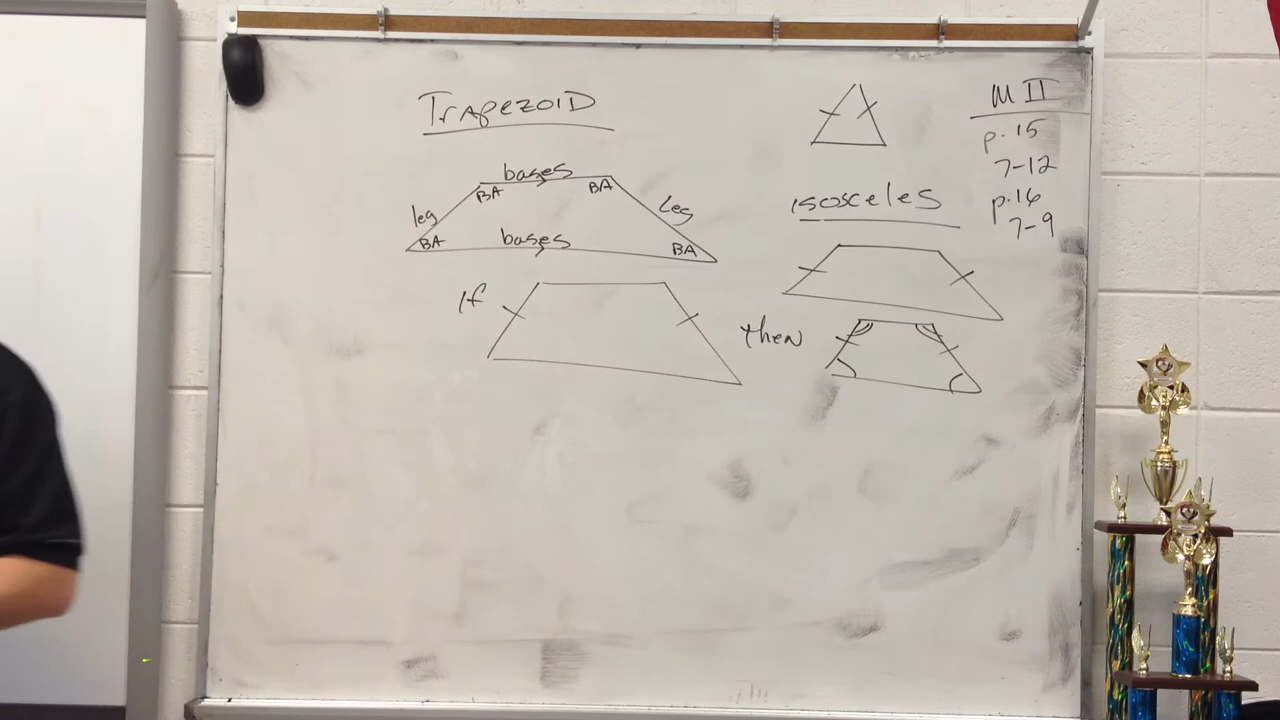 TrapezoiD
bases
BA
BA
leg
Leg
BA
bases
BA
If
then
isosceles
M II
p. 15
7-12
p. 16
7-9